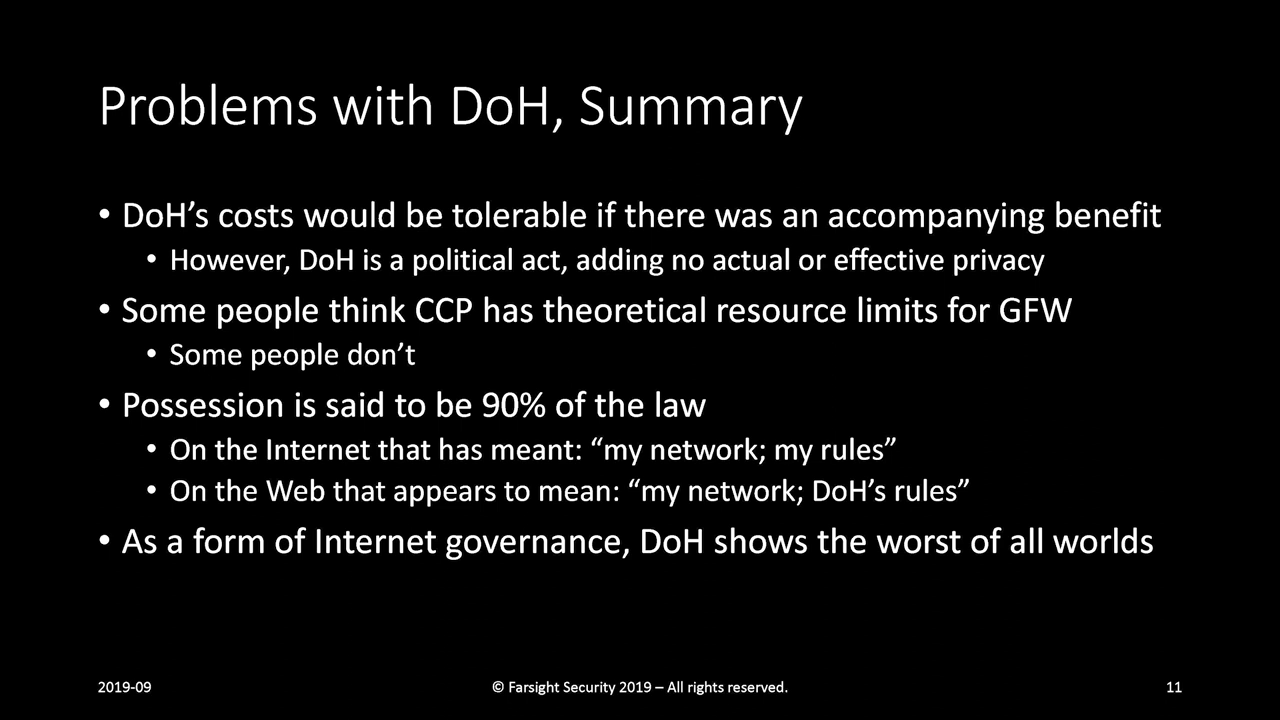 Problems with DoH, Summary
• DoH’s costs would be tolerable if there was an accompanying benefit
• However, DoH is a political act, adding no actual or effective privacy
• Some people think CCP has theoretical resource limits for GFW
• Some people don’t
• Possession is said to be 90% of the law
• On the Internet that has meant: “my network; my rules”
• On the Web that appears to mean: “my network; DoH’s rules”
• As a form of Internet governance, DoH shows the worst of all worlds
2019-09
© Farsight Security 2019 – All rights reserved.
11